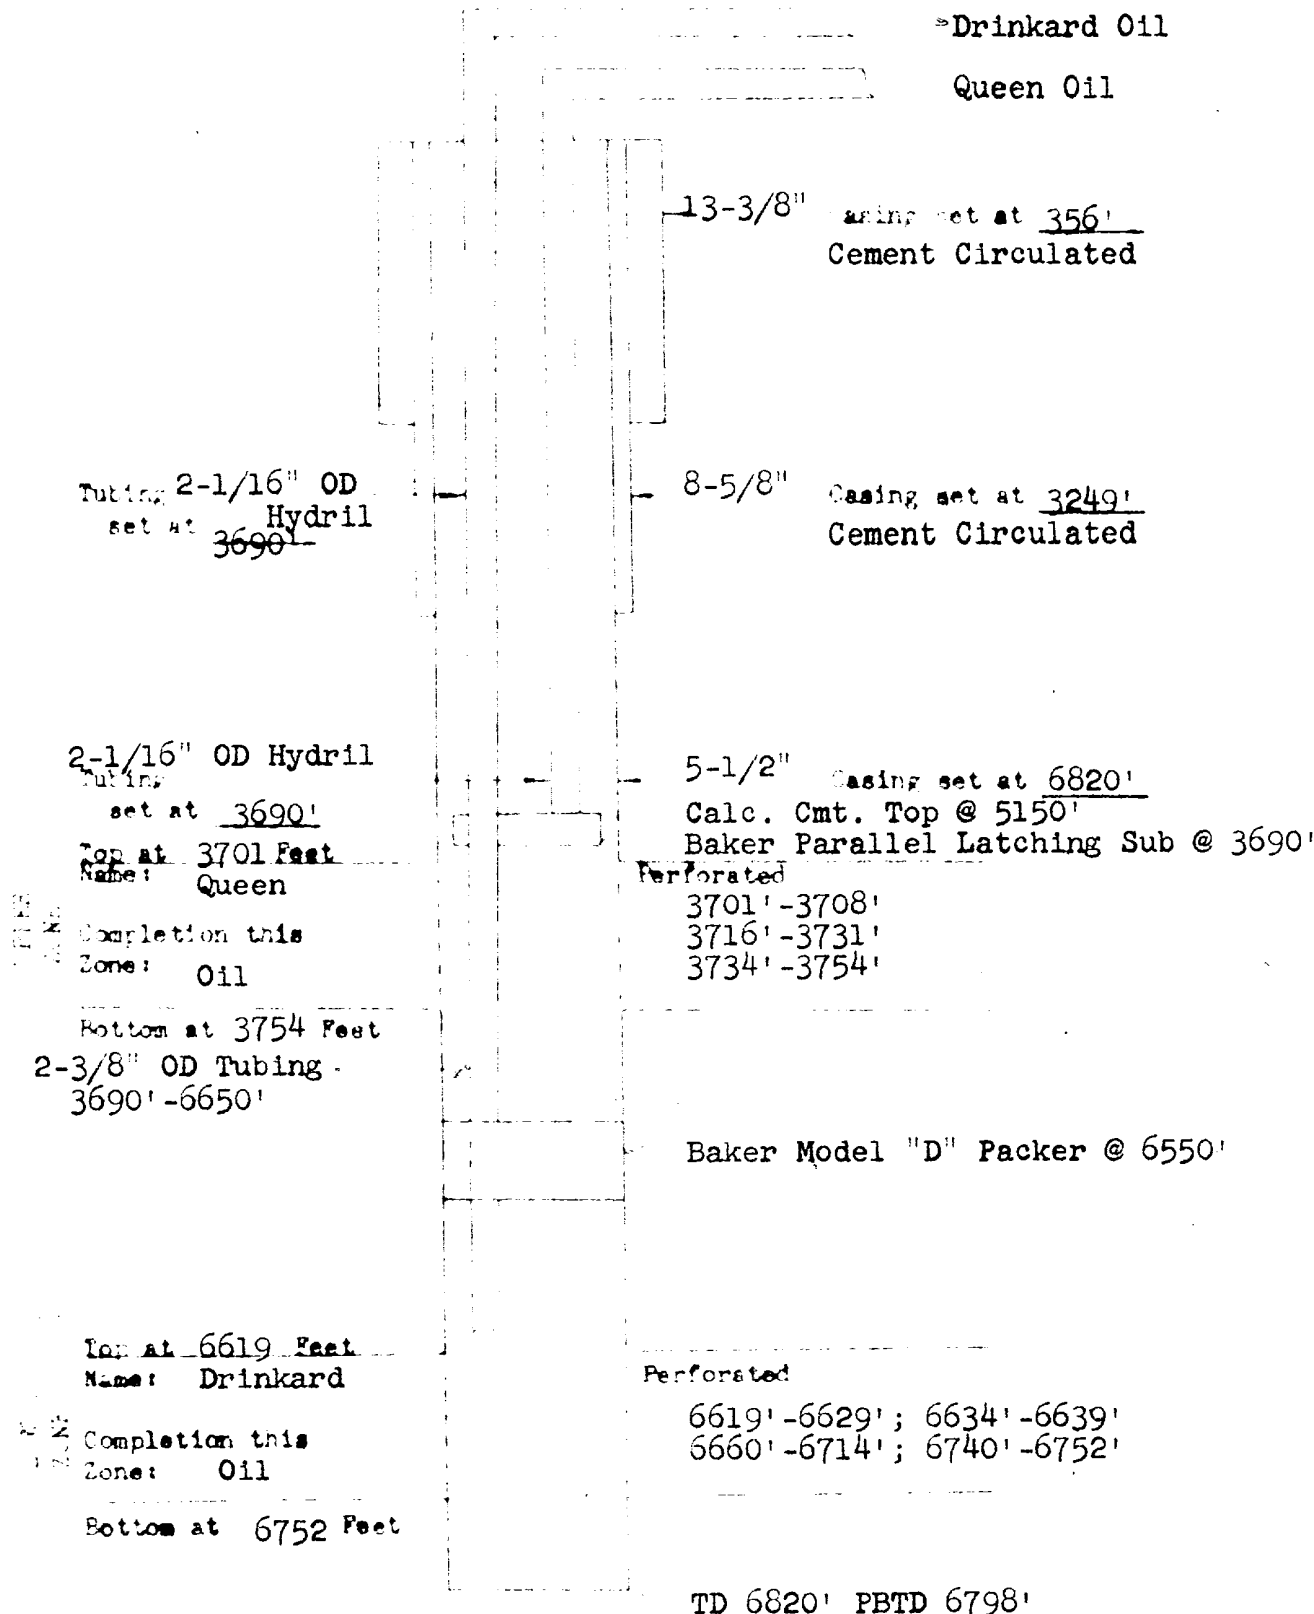 Drinkard Oil
Queen Oil
13-3/8" Casing set at 356'
Cement Circulated
Tubing 2-1/16" OD
Hydril
set at 3690'
8-5/8" Casing set at 3249'
Cement Circulated
2-1/16" OD Hydril
Tubing
set at 3690'
5-1/2" Casing set at 6820'
Calc. Cmt. Top @ 5150'
Baker Parallel Latching Sub @ 3690'
Top at 3701 Feet
Name: Queen
Completion this
Zone: Oil
Perforated
3701'-3708'
3716'-3731'
3734'-3754'
Bottom at 3754 Feet
2-3/8" OD Tubing
3690'-6650'
Baker Model "D" Packer @ 6550'
Top at 6619 Feet
Name: Drinkard
Completion this
Zone: Oil
Perforated
6619'-6629'; 6634'-6639'
6660'-6714'; 6740'-6752'
Bottom at 6752 Feet
TD 6820' PBTD 6798'